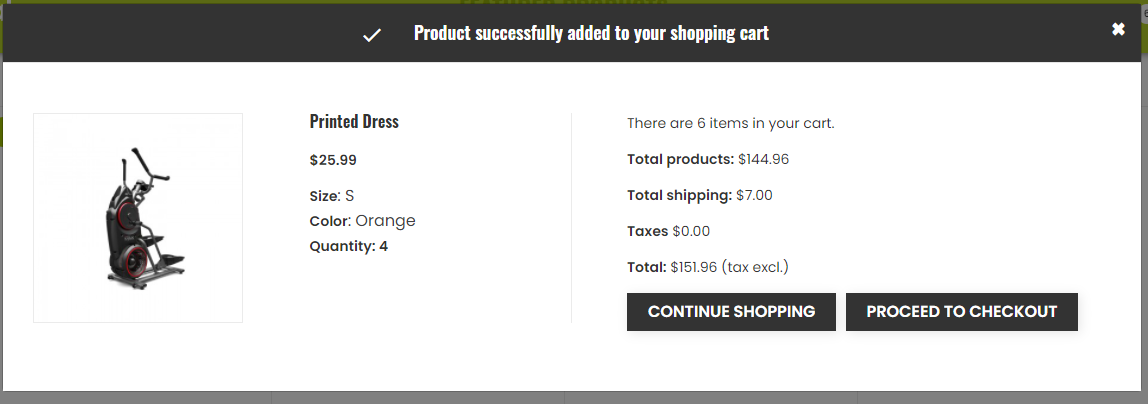 Product successfully added to your shopping cart
Printed Dress
$25.99
Size: S
Color: Orange
Quantity: 4
There are 6 items in your cart.
Total products: $144.96
Total shipping: $7.00
Taxes $0.00
Total: $151.96 (tax excl.)
CONTINUE SHOPPING
PROCEED TO CHECKOUT